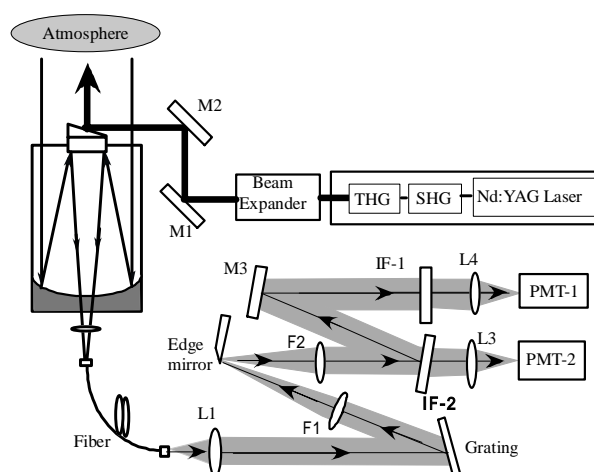 Atmosphere
M2
M1
Beam
Expander
THG
SHG
Nd:YAG Laser
M3
IF-1
L4
PMT-1
Edge
mirror
F2
L3
PMT-2
IF-2
F1
L1
Fiber
Grating